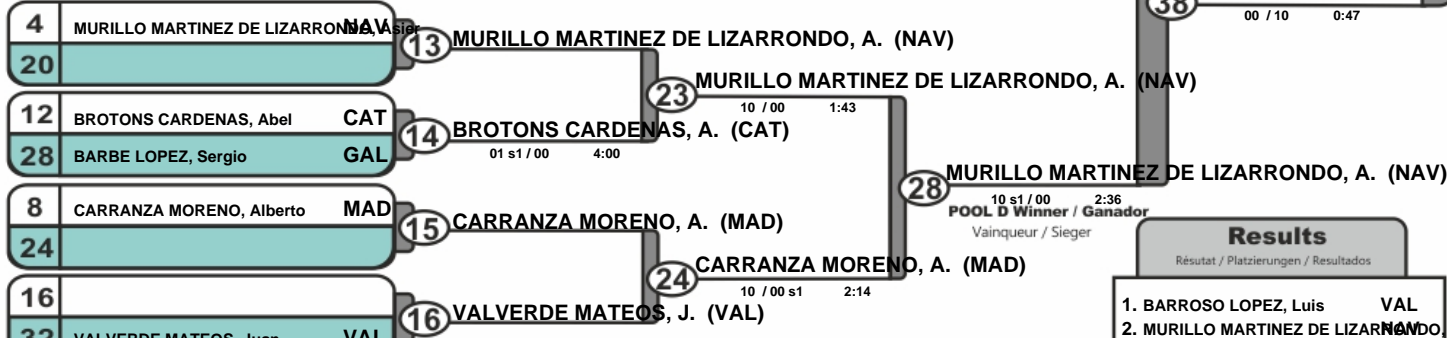 38
00 / 10 0:47
4 MURILLO MARTINEZ DE LIZARRONDO, Asier NAV
20
13 MURILLO MARTINEZ DE LIZARRONDO, A. (NAV)
23 MURILLO MARTINEZ DE LIZARRONDO, A. (NAV)
10 / 00 1:43
12 BROTONS CARDENAS, Abel CAT
28 BARBE LOPEZ, Sergio GAL
14 BROTONS CARDENAS, A. (CAT)
01 s1 / 00 4:00
28 MURILLO MARTINEZ DE LIZARRONDO, A. (NAV)
10 s1 / 00 2:36
POOL D Winner / Ganador
Vainqueur / Sieger
8 CARRANZA MORENO, Alberto MAD
24
15 CARRANZA MORENO, A. (MAD)
24 CARRANZA MORENO, A. (MAD)
10 / 00 s1 2:14
16
32 VALVERDE MATEOS, Juan VAL
16 VALVERDE MATEOS, J. (VAL)
Results
Résutat / Platzierungen / Resultados
1. BARROSO LOPEZ, Luis VAL
2. MURILLO MARTINEZ DE LIZARRONDO, NAV